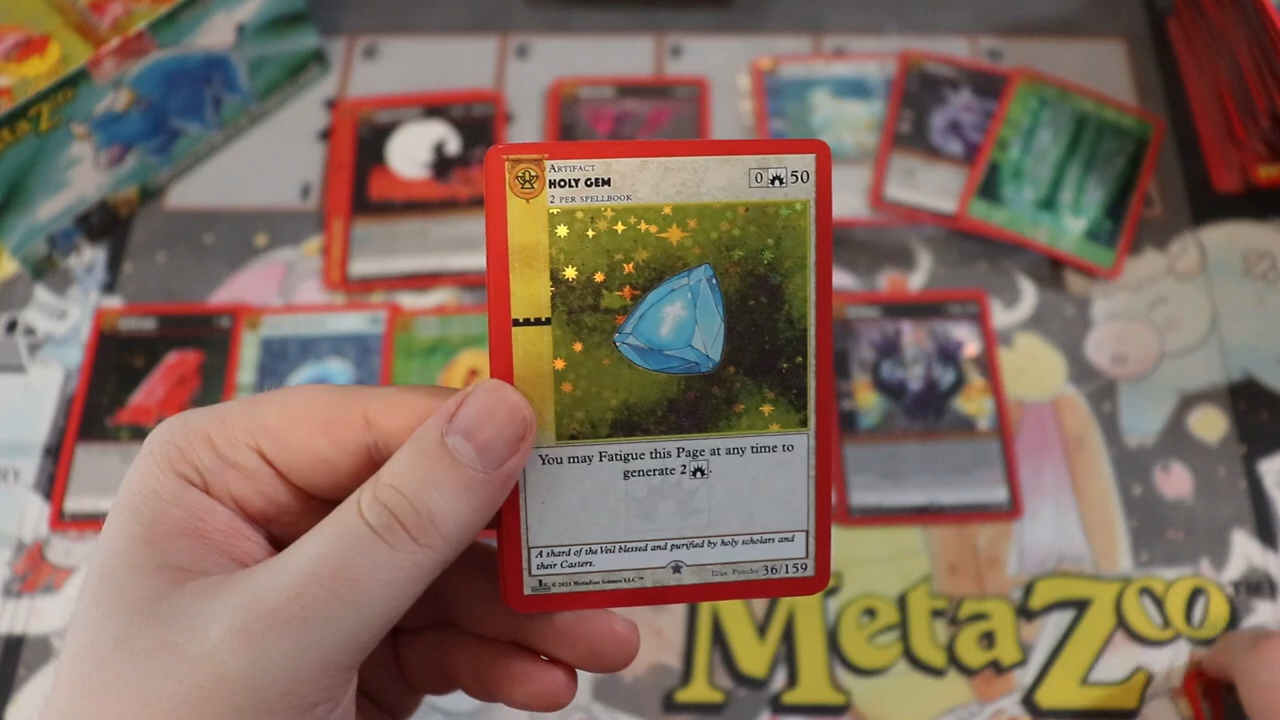 ARTIFACT
HOLY GEM
0 50
2 PER SPELLBOOK
You may Fatigue this Page at any time to
generate 2 .
A shard of the Veil blessed and purified by holy scholars and
their Casters.
© 2021 MetaZoo Games LLC™
Illus. Poncho 36/159
MetaZoo